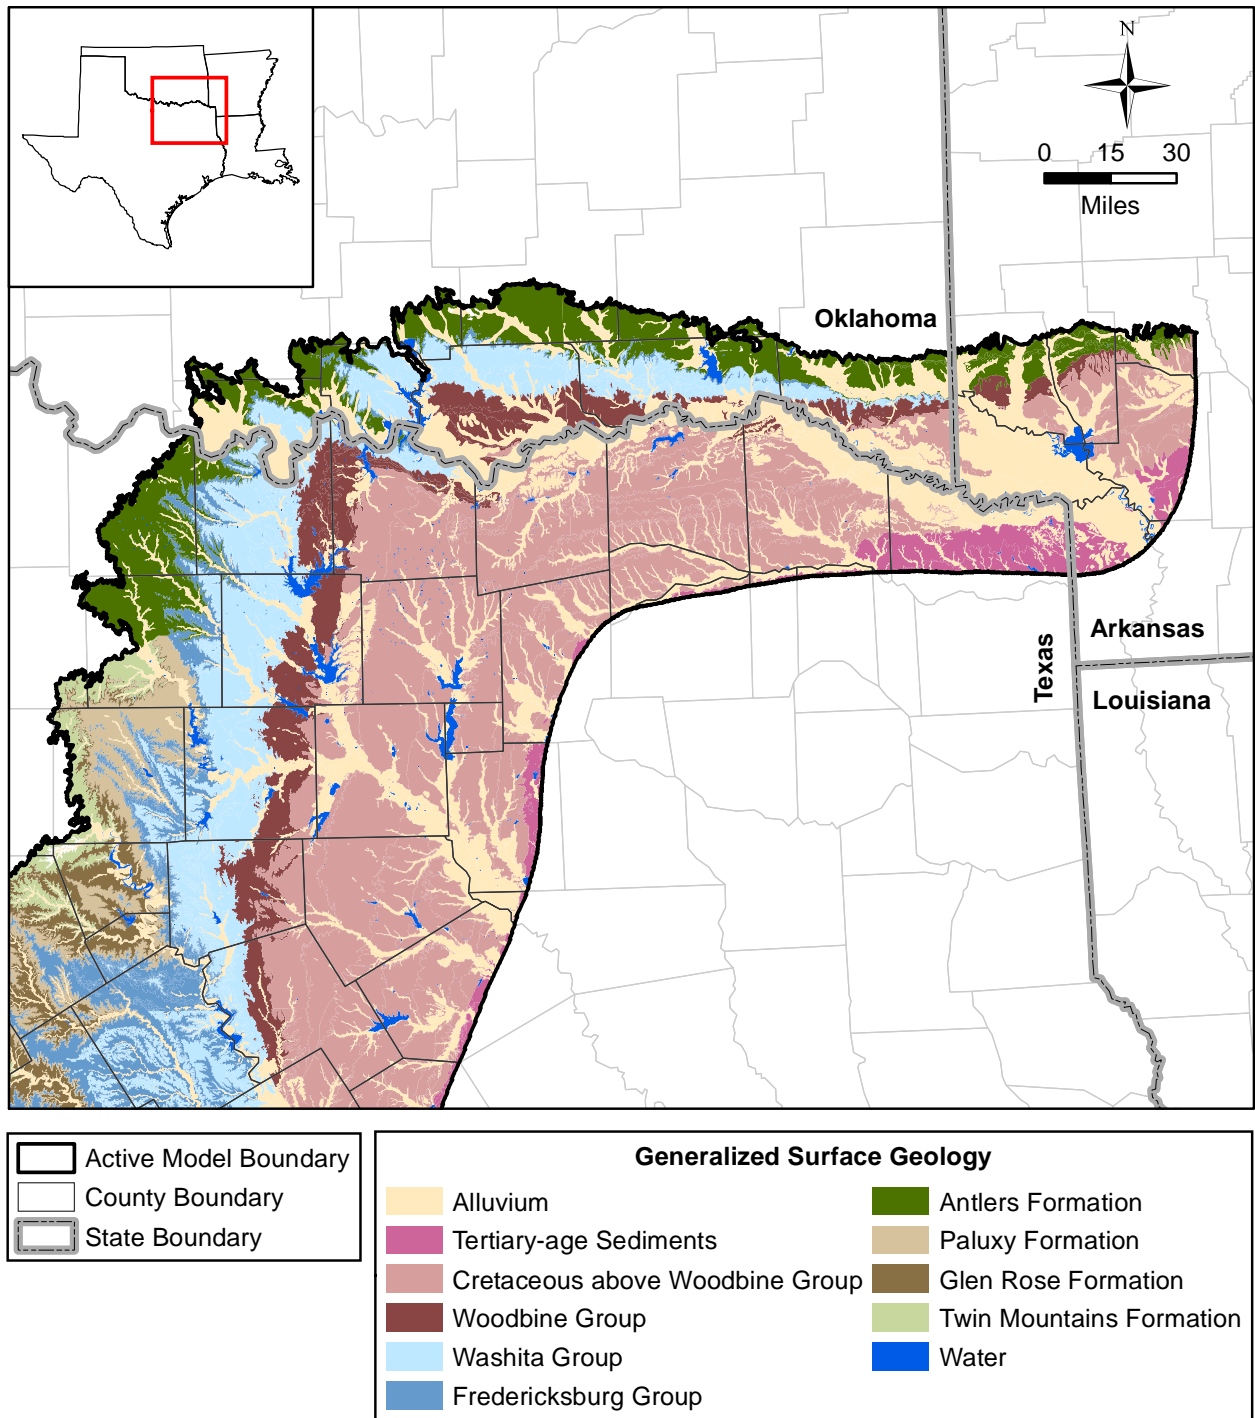 N
0 15 30
Miles
Oklahoma
Arkansas
Texas
Louisiana
Active Model Boundary
County Boundary
State Boundary
Generalized Surface Geology
Alluvium
Tertiary-age Sediments
Cretaceous above Woodbine Group
Woodbine Group
Washita Group
Fredericksburg Group
Antlers Formation
Paluxy Formation
Glen Rose Formation
Twin Mountains Formation
Water